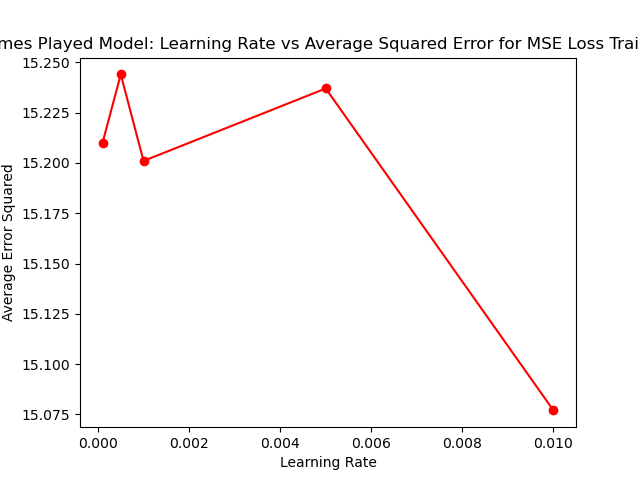 mes Played Model: Learning Rate vs Average Squared Error for MSE Loss Trai
15.250
15.225
15.200
15.175
15.150
15.125
15.100
15.075
Average Error Squared
0.000 0.002 0.004 0.006 0.008 0.010
Learning Rate